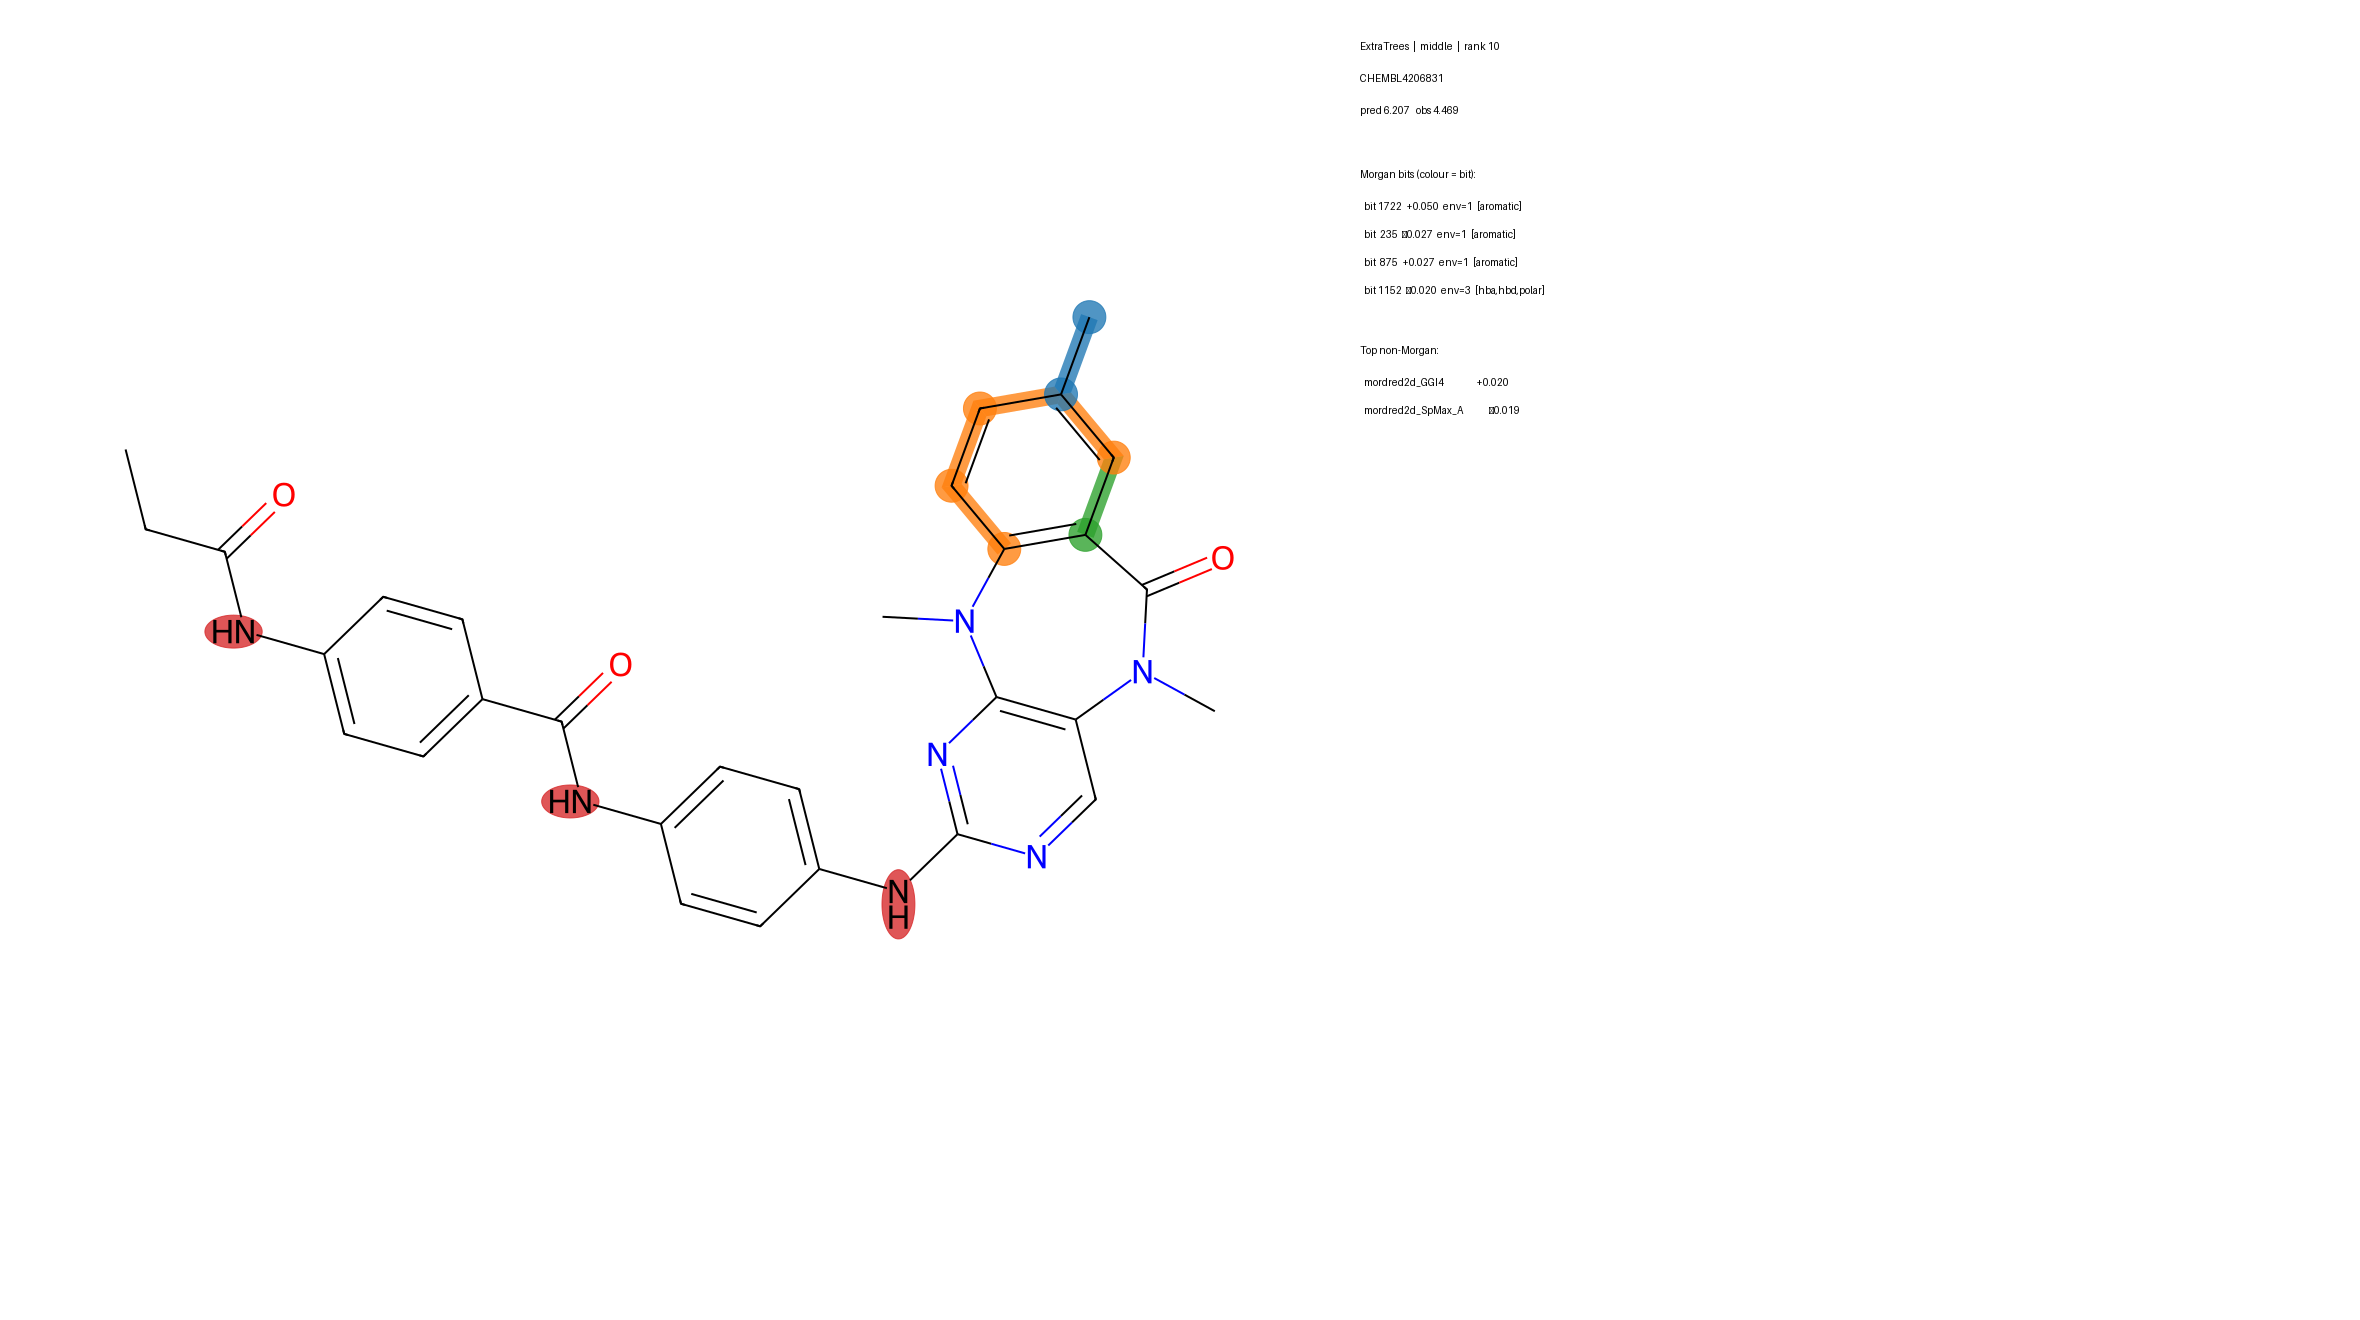 ExtraTrees | middle | rank 10
CHEMBL4206831
pred 6.207 obs 4.469
Morgan bits (colour = bit):
bit 1722 +0.050 env=1 [aromatic]
bit 235 ▯0.027 env=1 [aromatic]
bit 875 +0.027 env=1 [aromatic]
bit 1152 ▯0.020 env=3 [hba,hbd,polar]
Top non-Morgan:
mordred2d_GGI4 +0.020
mordred2d_SpMax_A ▯0.019
O
O
O
HN
N
N
O
N
HN
N
N
H